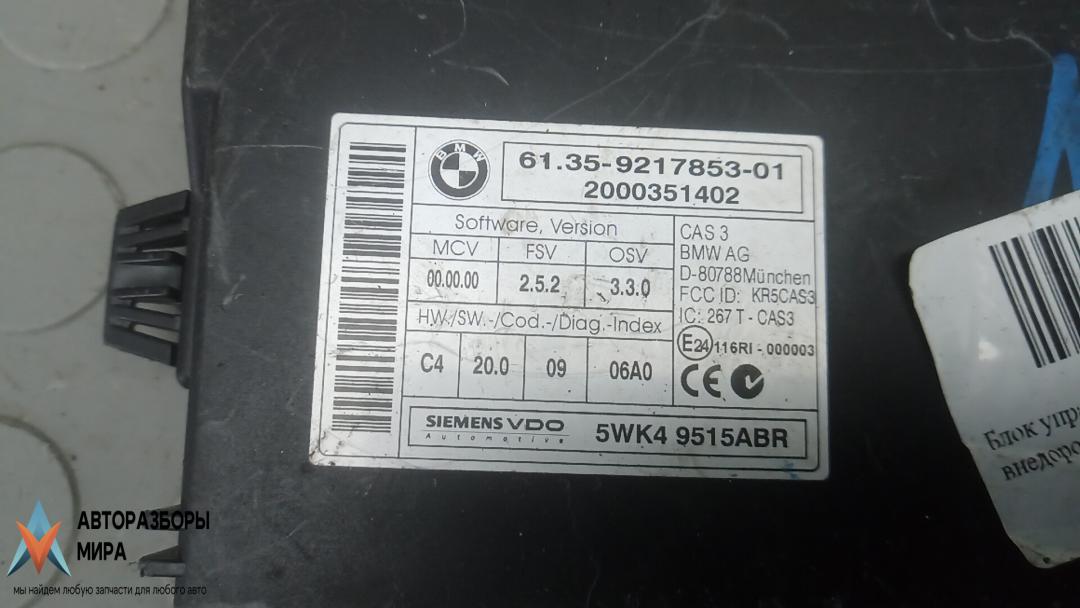 BMW
61.35-9217853-01
2000351402
Software, Version
MCV FSV OSV
00.00.00 2.5.2 3.3.0
HW./SW.-/Cod.-/Diag.-Index
C4 20.0 09 06A0
CAS 3
BMW AG
D-80788München
FCC ID: KR5CAS3
IC: 267 T - CAS3
E24 116RI - 000003
CE
SIEMENS VDO
Automotive
5WK4 9515ABR
Блок упра
внедоро
АВТОРАЗБОРЫ
МИРА
мы найдем любую запчасти для любого авто